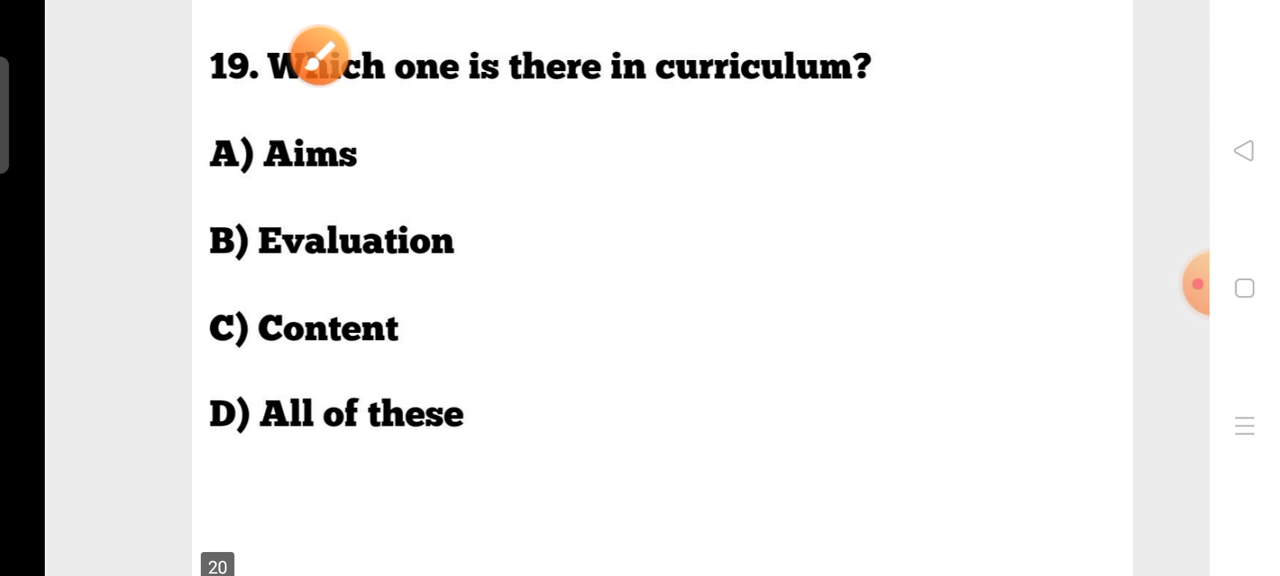 19. Which one is there in curriculum?
A) Aims
B) Evaluation
C) Content
D) All of these
20